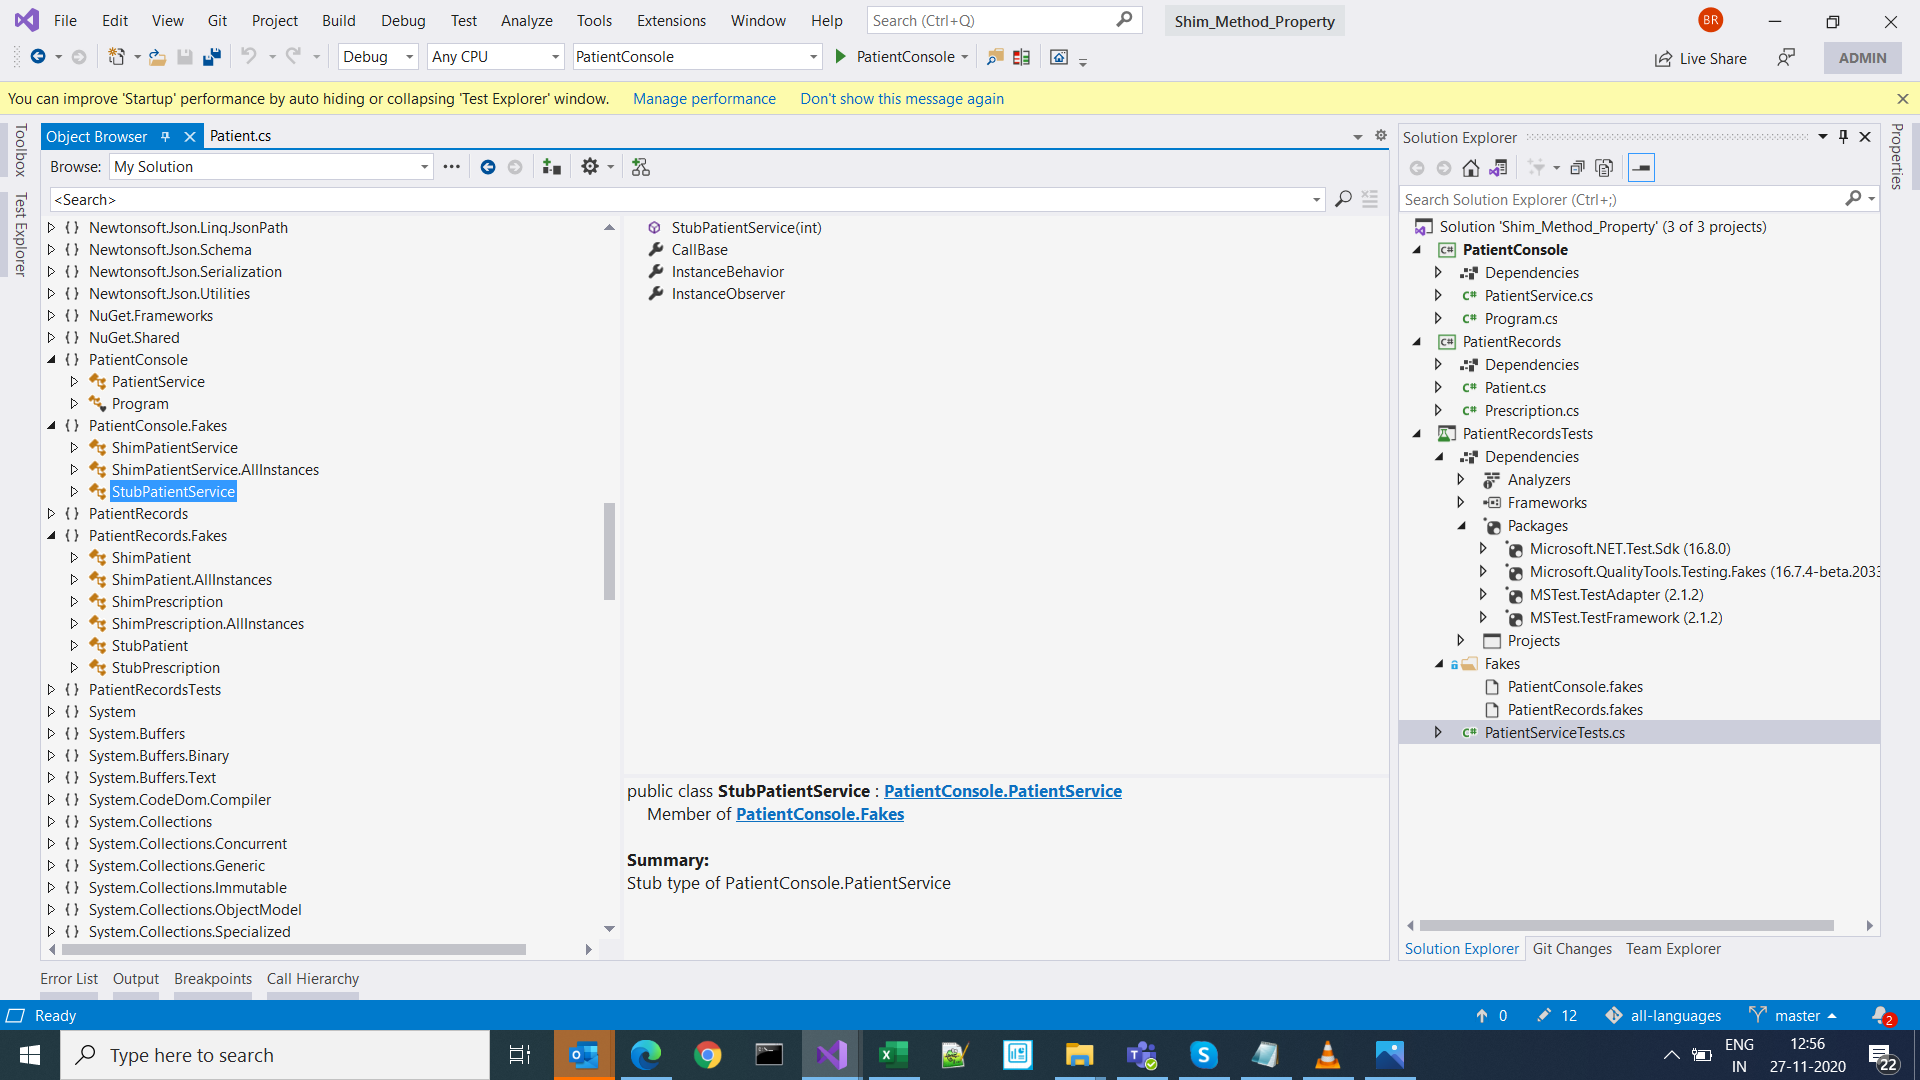 File Edit View Git Project Build Debug Test Analyze Tools Extensions Window Help Search (Ctrl+Q) Shim_Method_Property BR
Debug Any CPU PatientConsole PatientConsole Live Share ADMIN
You can improve 'Startup' performance by auto hiding or collapsing 'Test Explorer' window. Manage performance Don't show this message again
Toolbox
Test Explorer
Object Browser Patient.cs
Browse: My Solution
<Search>
{ } Newtonsoft.Json.Linq.JsonPath
{ } Newtonsoft.Json.Schema
{ } Newtonsoft.Json.Serialization
{ } Newtonsoft.Json.Utilities
{ } NuGet.Frameworks
{ } NuGet.Shared
{ } PatientConsole
PatientService
Program
{ } PatientConsole.Fakes
ShimPatientService
ShimPatientService.AllInstances
StubPatientService
{ } PatientRecords
{ } PatientRecords.Fakes
ShimPatient
ShimPatient.AllInstances
ShimPrescription
ShimPrescription.AllInstances
StubPatient
StubPrescription
{ } PatientRecordsTests
{ } System
{ } System.Buffers
{ } System.Buffers.Binary
{ } System.Buffers.Text
{ } System.CodeDom.Compiler
{ } System.Collections
{ } System.Collections.Concurrent
{ } System.Collections.Generic
{ } System.Collections.Immutable
{ } System.Collections.ObjectModel
{ } System.Collections.Specialized
StubPatientService(int)
CallBase
InstanceBehavior
InstanceObserver
public class StubPatientService : PatientConsole.PatientService
Member of PatientConsole.Fakes
Summary:
Stub type of PatientConsole.PatientService
Solution Explorer
Search Solution Explorer (Ctrl+;)
Solution 'Shim_Method_Property' (3 of 3 projects)
C# PatientConsole
Dependencies
C# PatientService.cs
C# Program.cs
C# PatientRecords
Dependencies
C# Patient.cs
C# Prescription.cs
PatientRecordsTests
Dependencies
Analyzers
Frameworks
Packages
Microsoft.NET.Test.Sdk (16.8.0)
Microsoft.QualityTools.Testing.Fakes (16.7.4-beta.2033
MSTest.TestAdapter (2.1.2)
MSTest.TestFramework (2.1.2)
Projects
Fakes
PatientConsole.fakes
PatientRecords.fakes
C# PatientServiceTests.cs
Solution Explorer Git Changes Team Explorer
Properties
Error List Output Breakpoints Call Hierarchy
Ready 0 12 all-languages master 2
Type here to search
ENG
IN
12:56
27-11-2020
22